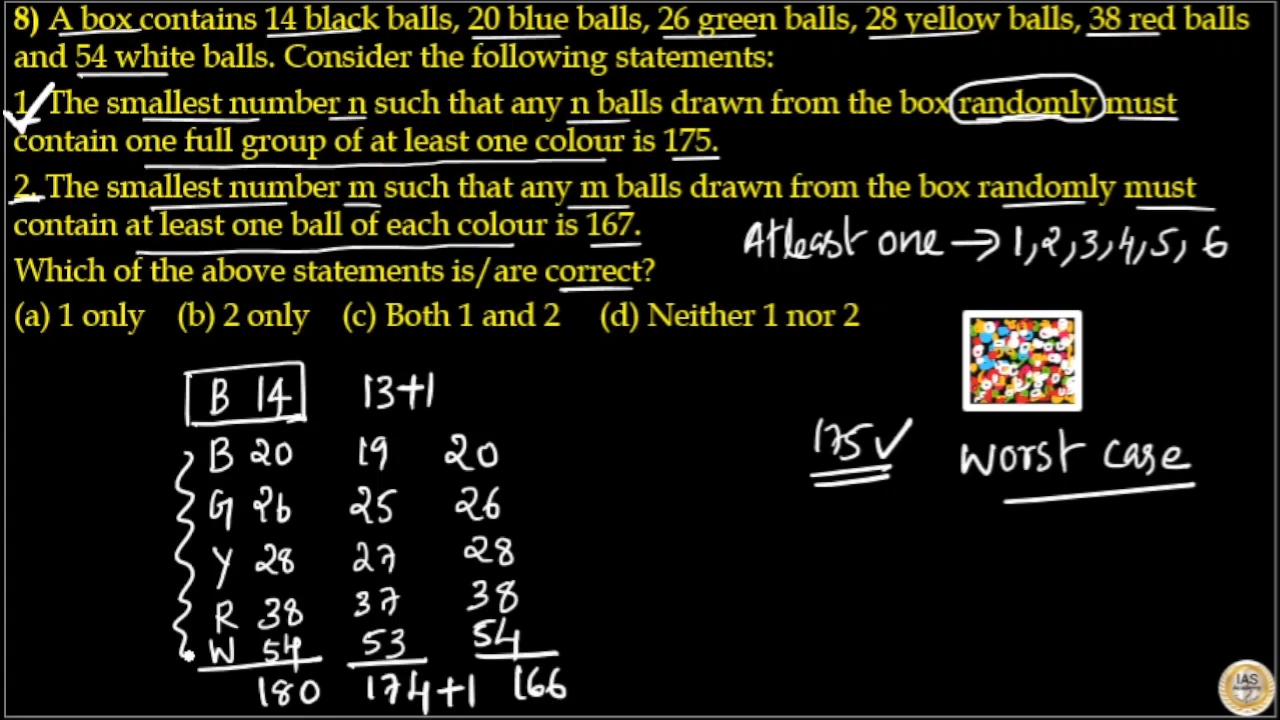 8) A box contains 14 black balls, 20 blue balls, 26 green balls, 28 yellow balls, 38 red balls
and 54 white balls. Consider the following statements:
1. The smallest number n such that any n balls drawn from the box randomly must
contain one full group of at least one colour is 175.
2. The smallest number m such that any m balls drawn from the box randomly must
contain at least one ball of each colour is 167.
Atleast one → 1,2,3,4,5,6
Which of the above statements is/are correct?
(a) 1 only (b) 2 only (c) Both 1 and 2 (d) Neither 1 nor 2
B 14 13+1
B 20 19 20
175✓ worst case
G 26 25 26
Y 28 27 28
R 38 37 38
W 54 53 54
180 174+1 166
IAS